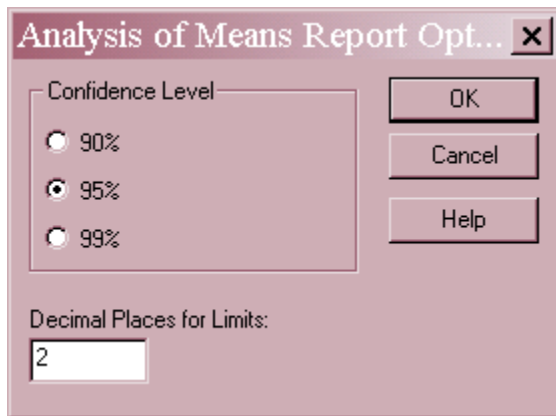 Analysis of Means Report Opt...
Confidence Level
90%
95%
99%
OK
Cancel
Help
Decimal Places for Limits:
2